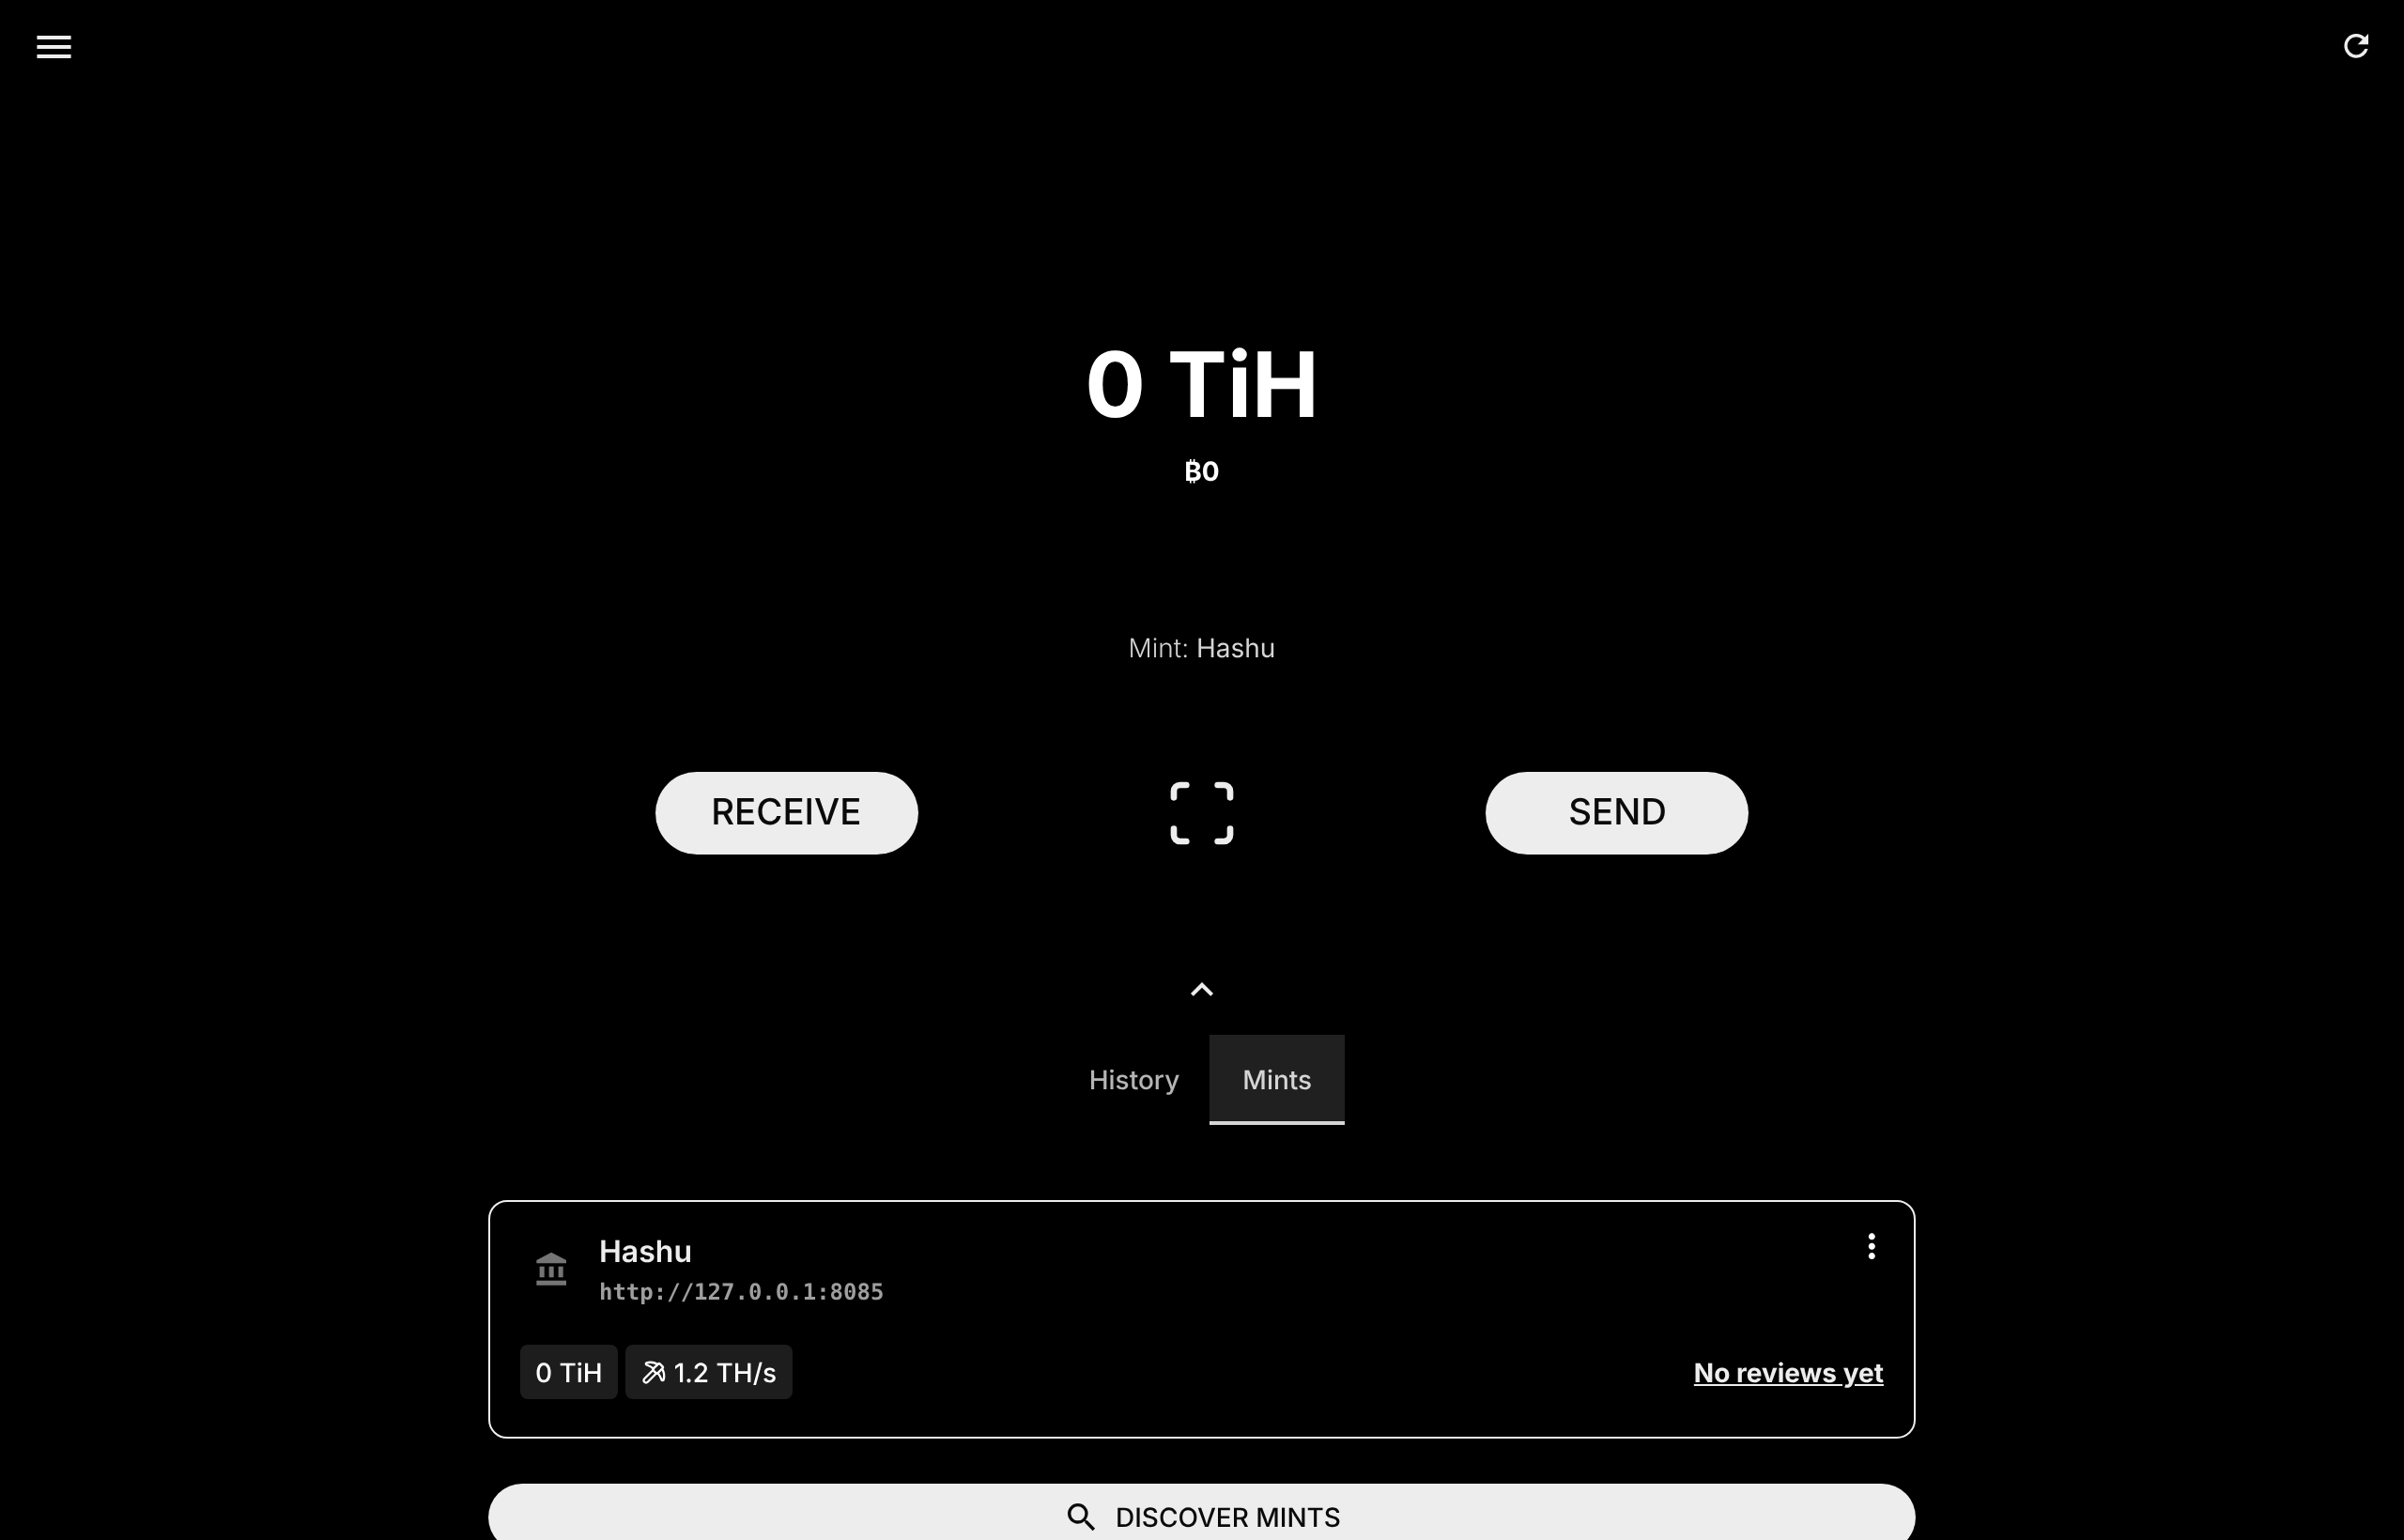 0 TiH
₿0
Mint: Hashu
RECEIVE
SEND
History
Mints
Hashu
http://127.0.0.1:8085
0 TiH
1.2 TH/s
No reviews yet
DISCOVER MINTS